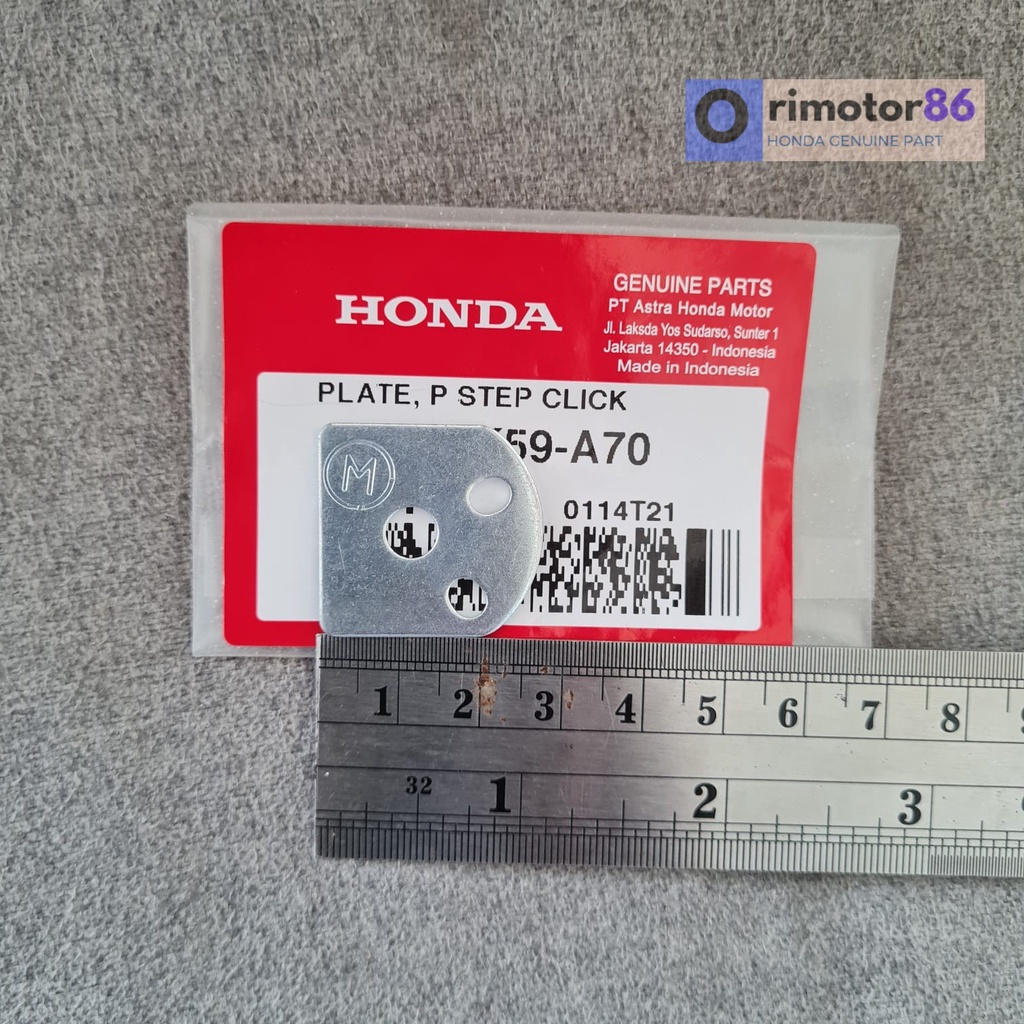 Orimotor86
HONDA GENUINE PART
HONDA
GENUINE PARTS
PT Astra Honda Motor
Jl. Laksda Yos Sudarso, Sunter 1
Jakarta 14350 - Indonesia
Made in Indonesia
PLATE, P STEP CLICK
59-A70
M
0114T21
1 2 3 4 5 6 7 8
32 1 2 3